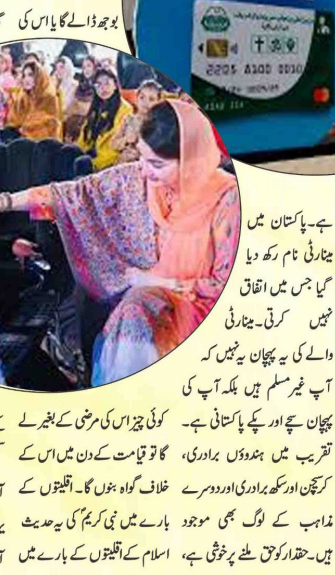 بوجھ ڈالے گا یا اس کی
2205 A100 0010
ہے۔پاکستان میں
مینارٹی نام رکھ دیا
گیا جس میں اتفاق
نہیں کرتی۔مینارٹی
والے کی یہ پہچان یہ نہیں کہ
آپ غیر مسلم ہیں بلکہ آپ کی
پہچان سچے اور پکے پاکستانی ہے۔
تقریب میں ہندوؤں برادری،
کرسچن اور سکھ برادری اور دوسرے
مذاہب کے لوگ بھی موجود
ہیں۔حقدار کو حق ملنے پر خوشی ہے،
کوئی چیز اس کی مرضی کے بغیر لے
گا تو قیامت کے دن میں اس کے
خلاف گواہ بنوں گا۔اقلیتوں کے
بارے میں نبی کریمؐ کی یہ حدیث
اسلام کے اقلیتوں کے بارے میں